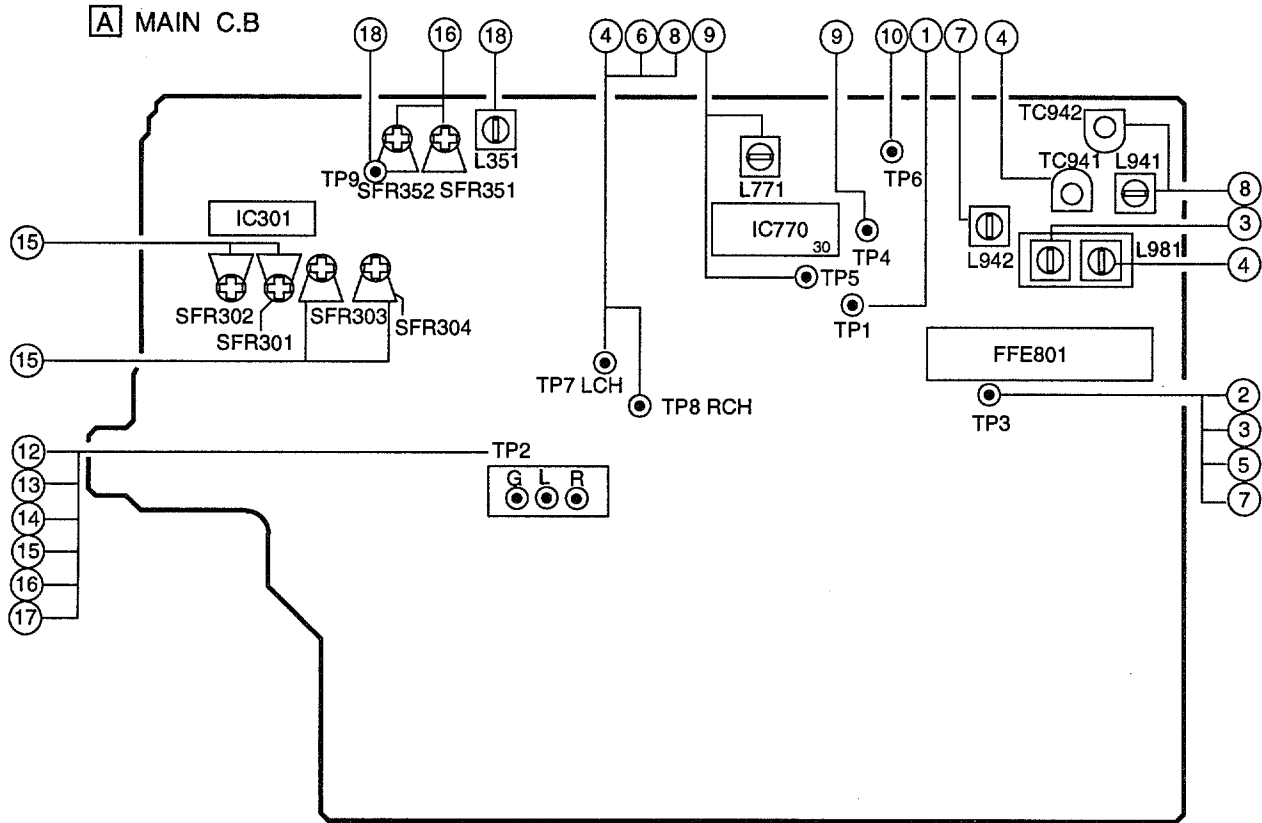 A MAIN C.B
18 16 18 4 6 8 9 9 10 1 7 4
TC942
TC941 L941
L351
TP9 SFR352 SFR351
L771
TP6
8
IC301
IC770
30
TP4
L942
L981
3
15
TP5
4
SFR302
SFR301
SFR303
SFR304
TP1
15
FFE801
TP7 LCH
TP8 RCH
TP3
2
3
5
7
12
13
14
15
16
17
TP2
G L R